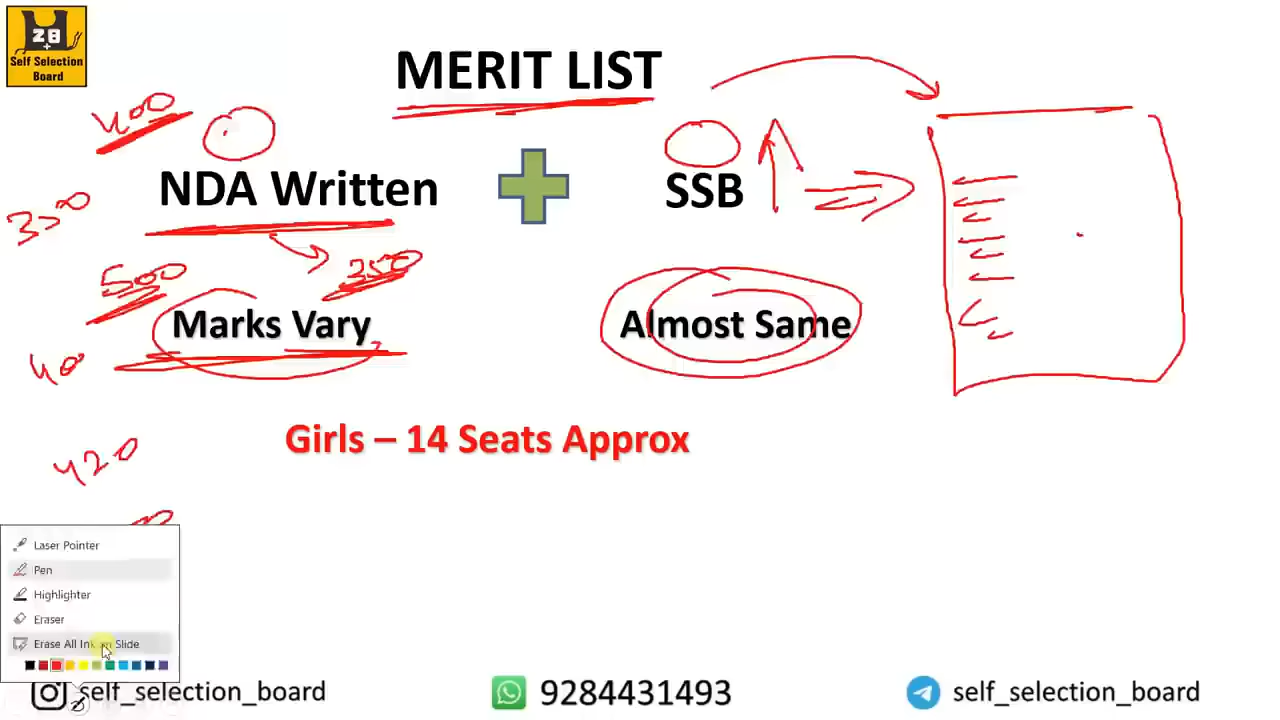 28
+
Self Selection
Board
MERIT LIST
400
NDA Written
SSB
350
500
350
Marks Vary
Almost Same
400
Girls – 14 Seats Approx
420
Laser Pointer
Pen
Highlighter
Eraser
Erase All Ink on Slide
self_selection_board
9284431493
self_selection_board